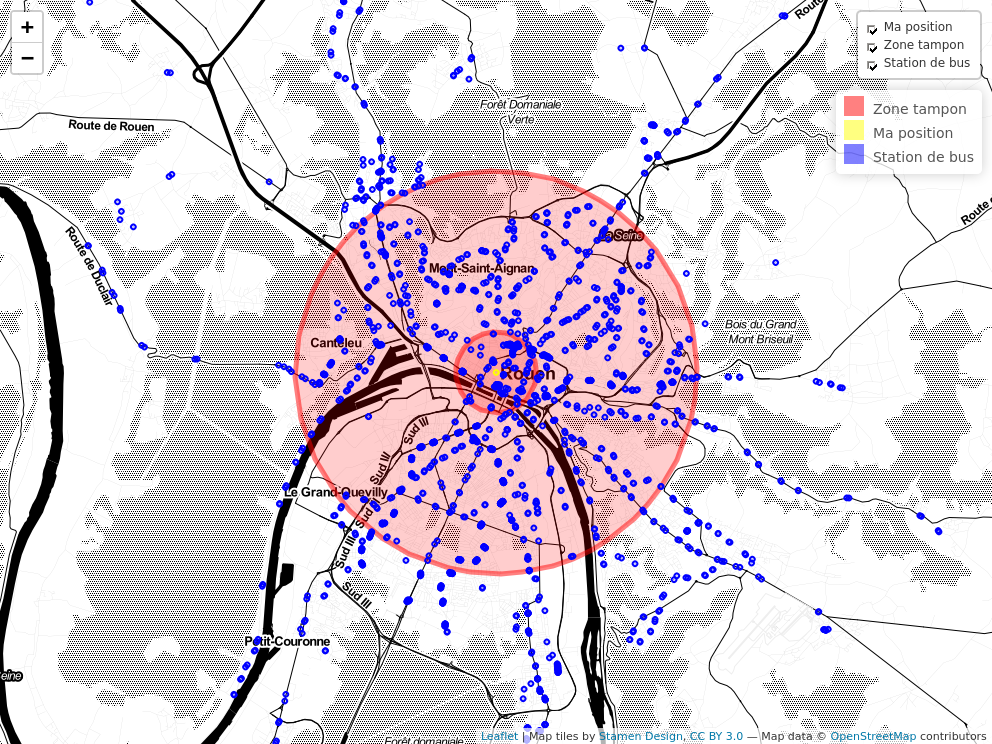 +
−
Ma position
Zone tampon
Station de bus
Zone tampon
Ma position
Station de bus
Route
Forêt Domaniale
Verte
Route de Rouen
Route
Route de Duclair
Seine
Mont-Saint-Aignan
Bois du Grand
Mont Briseuil
Canteleu
Rouen
Sud III
Sud III
Le Grand-Quevilly
Sud
Sud III
Sud III
Petit-Couronne
eine
Forêt domaniale
Leaflet | Map tiles by Stamen Design, CC BY 3.0 — Map data © OpenStreetMap contributors